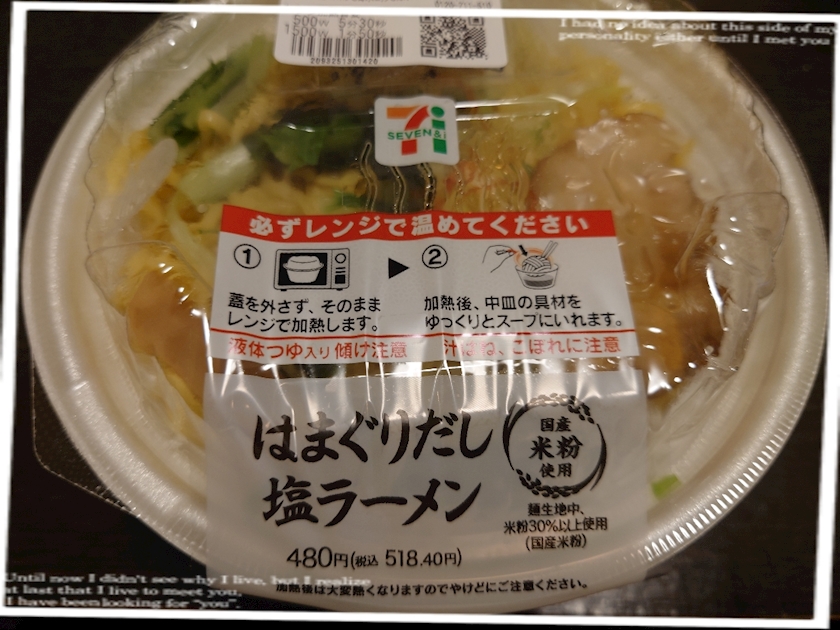 500W 5分30秒
1500W 1分50秒
I had no idea about this side of my
personality either until I met you
SEVEN&i
必ずレンジで温めてください
① ②
蓋を外さず、そのまま
レンジで加熱します。
加熱後、中皿の具材を
ゆっくりとスープにいれます。
液体つゆ入り傾け注意 汁はね、こぼれに注意
はまぐりだし
塩ラーメン
国産
米粉
使用
麺生地中、
米粉30%以上使用
(国産米粉)
480円(税込 518.40円)
加熱後は大変熱くなりますのでやけどにご注意ください。
Until now I didn't see why I live, but I realize
at last that I live to meet you.
I have been looking for "you".